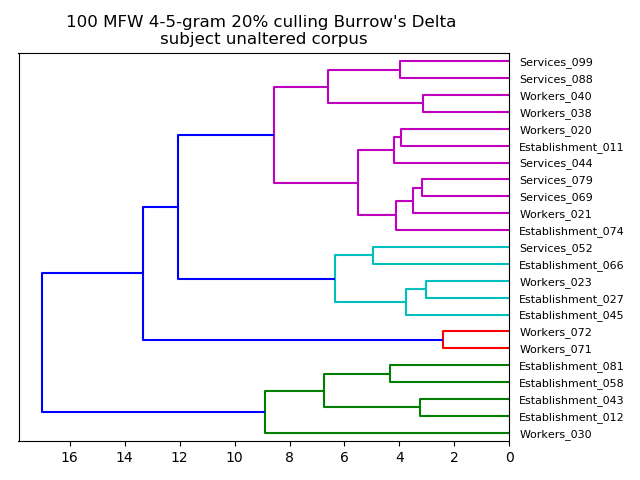 100 MFW 4-5-gram 20% culling Burrow's Delta
subject unaltered corpus
Services_099
Services_088
Workers_040
Workers_038
Workers_020
Establishment_011
Services_044
Services_079
Services_069
Workers_021
Establishment_074
Services_052
Establishment_066
Workers_023
Establishment_027
Establishment_045
Workers_072
Workers_071
Establishment_081
Establishment_058
Establishment_043
Establishment_012
Workers_030
16 14 12 10 8 6 4 2 0